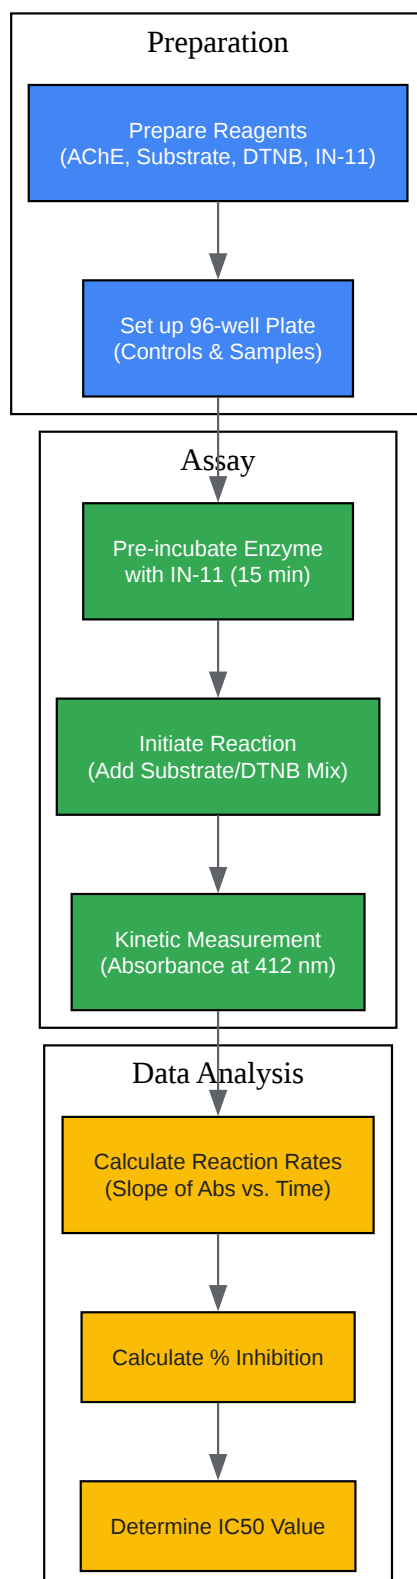 Preparation
Prepare Reagents
(AChE, Substrate, DTNB, IN-11)
Set up 96-well Plate
(Controls & Samples)
Assay
Pre-incubate Enzyme
with IN-11 (15 min)
Initiate Reaction
(Add Substrate/DTNB Mix)
Kinetic Measurement
(Absorbance at 412 nm)
Data Analysis
Calculate Reaction Rates
(Slope of Abs vs. Time)
Calculate % Inhibition
Determine IC50 Value